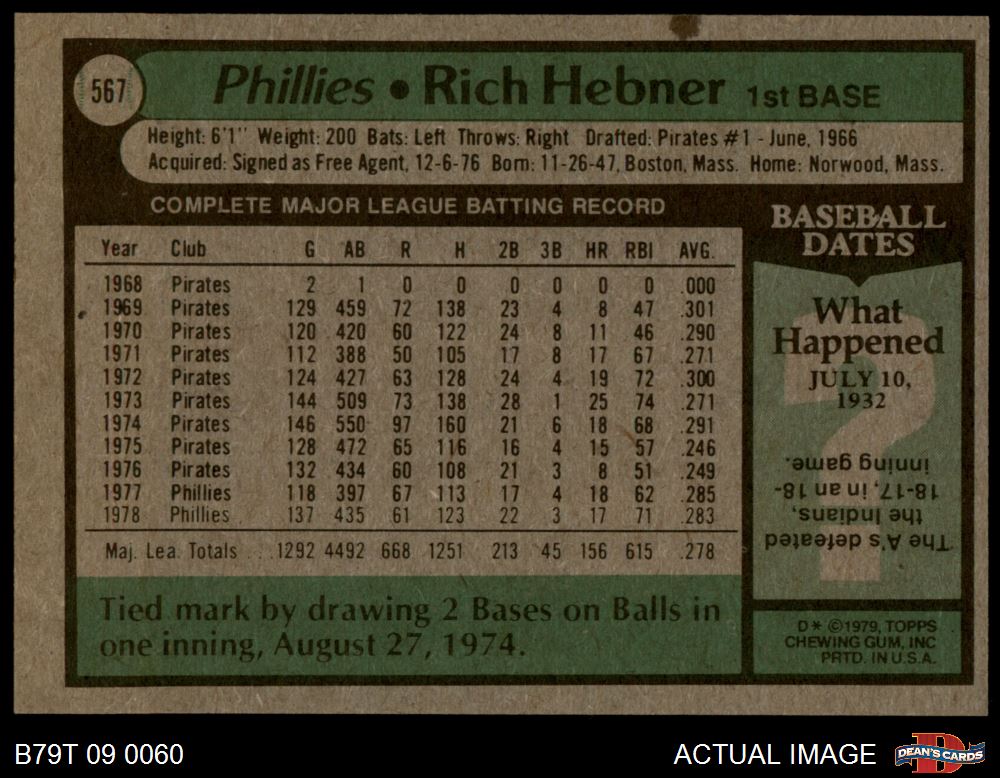 567
Phillies • Rich Hebner 1st BASE
Height: 6'1" Weight: 200 Bats: Left Throws: Right Drafted: Pirates #1 - June, 1966
Acquired: Signed as Free Agent, 12-6-76 Born: 11-26-47, Boston, Mass. Home: Norwood, Mass.
COMPLETE MAJOR LEAGUE BATTING RECORD
Year Club G AB R H 2B 3B HR RBI AVG.
1968 Pirates 2 1 0 0 0 0 0 0 .000
1969 Pirates 129 459 72 138 23 4 8 47 .301
1970 Pirates 120 420 60 122 24 8 11 46 .290
1971 Pirates 112 388 50 105 17 8 17 67 .271
1972 Pirates 124 427 63 128 24 4 19 72 .300
1973 Pirates 144 509 73 138 28 1 25 74 .271
1974 Pirates 146 550 97 160 21 6 18 68 .291
1975 Pirates 128 472 65 116 16 4 15 57 .246
1976 Pirates 132 434 60 108 21 3 8 51 .249
1977 Phillies 118 397 67 113 17 4 18 62 .285
1978 Phillies 137 435 61 123 22 3 17 71 .283
Maj. Lea. Totals ...1292 4492 668 1251 213 45 156 615 .278
Tied mark by drawing 2 Bases on Balls in
one inning, August 27, 1974.
BASEBALL
DATES
What
Happened
JULY 10,
1932
?
The A's defeated
the Indians,
18-17, in an 18-
inning game.
D* ©1979, TOPPS
CHEWING GUM, INC
PRTD. IN U.S.A.
B79T 09 0060
ACTUAL IMAGE
D
DEAN'S CARDS